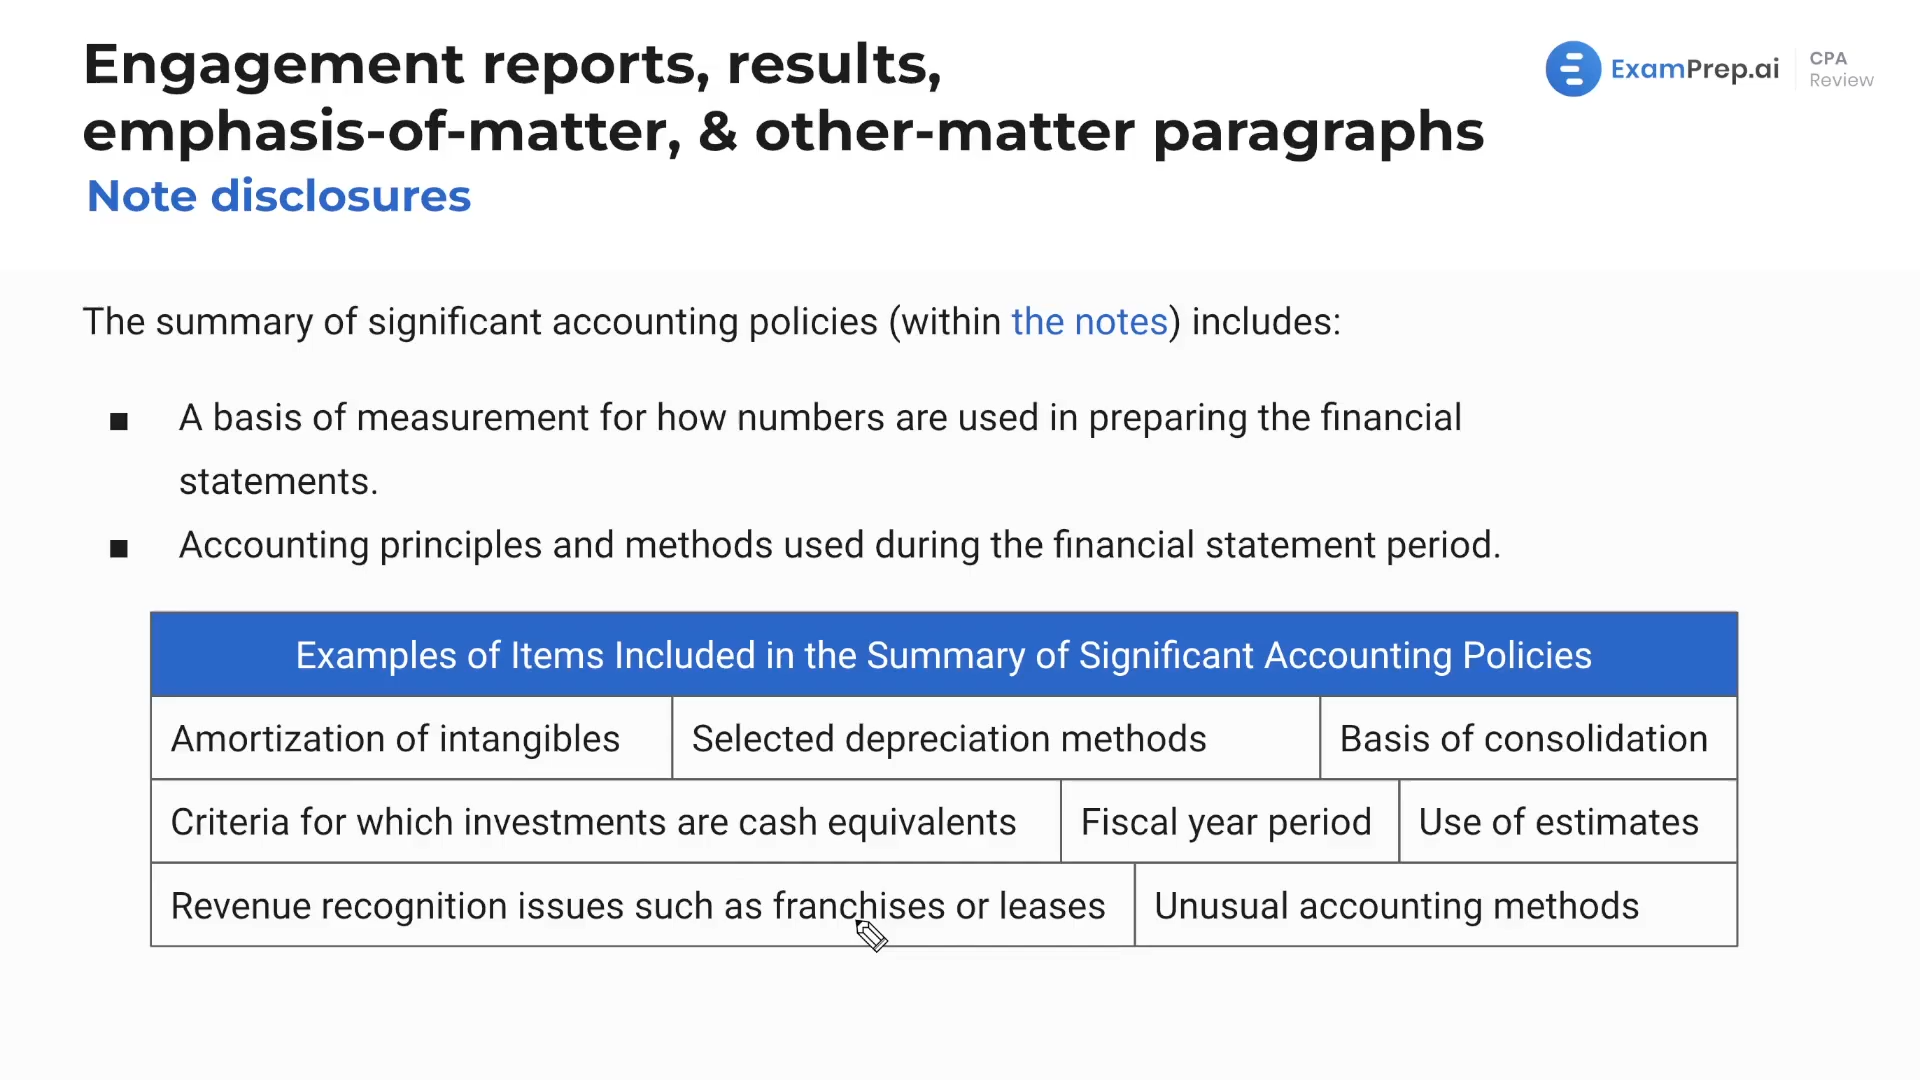 Engagement reports, results,
emphasis-of-matter, & other-matter paragraphs
Note disclosures
ExamPrep.ai
CPA
Review
The summary of significant accounting policies (within the notes) includes:
■ A basis of measurement for how numbers are used in preparing the financial
statements.
■ Accounting principles and methods used during the financial statement period.
Examples of Items Included in the Summary of Significant Accounting Policies
Amortization of intangibles Selected depreciation methods Basis of consolidation
Criteria for which investments are cash equivalents Fiscal year period Use of estimates
Revenue recognition issues such as franchises or leases Unusual accounting methods